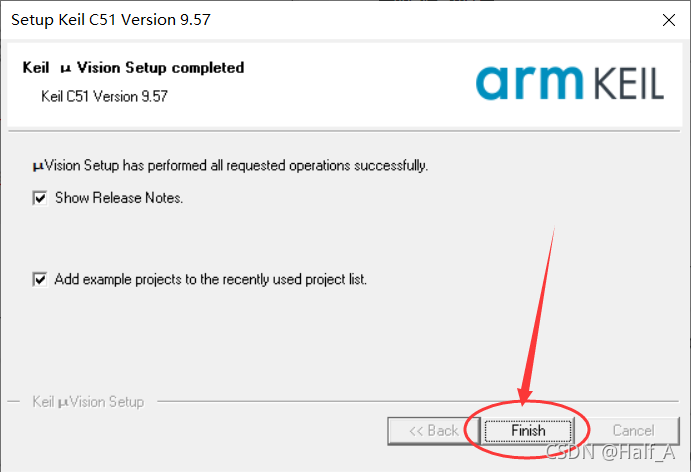 Setup Keil C51 Version 9.57
Keil μ Vision Setup completed
Keil C51 Version 9.57
arm KEIL
μVision Setup has performed all requested operations successfully.
Show Release Notes.
Add example projects to the recently used project list.
Keil μVision Setup
<< Back
Finish
Cancel
CSDN @Half_A